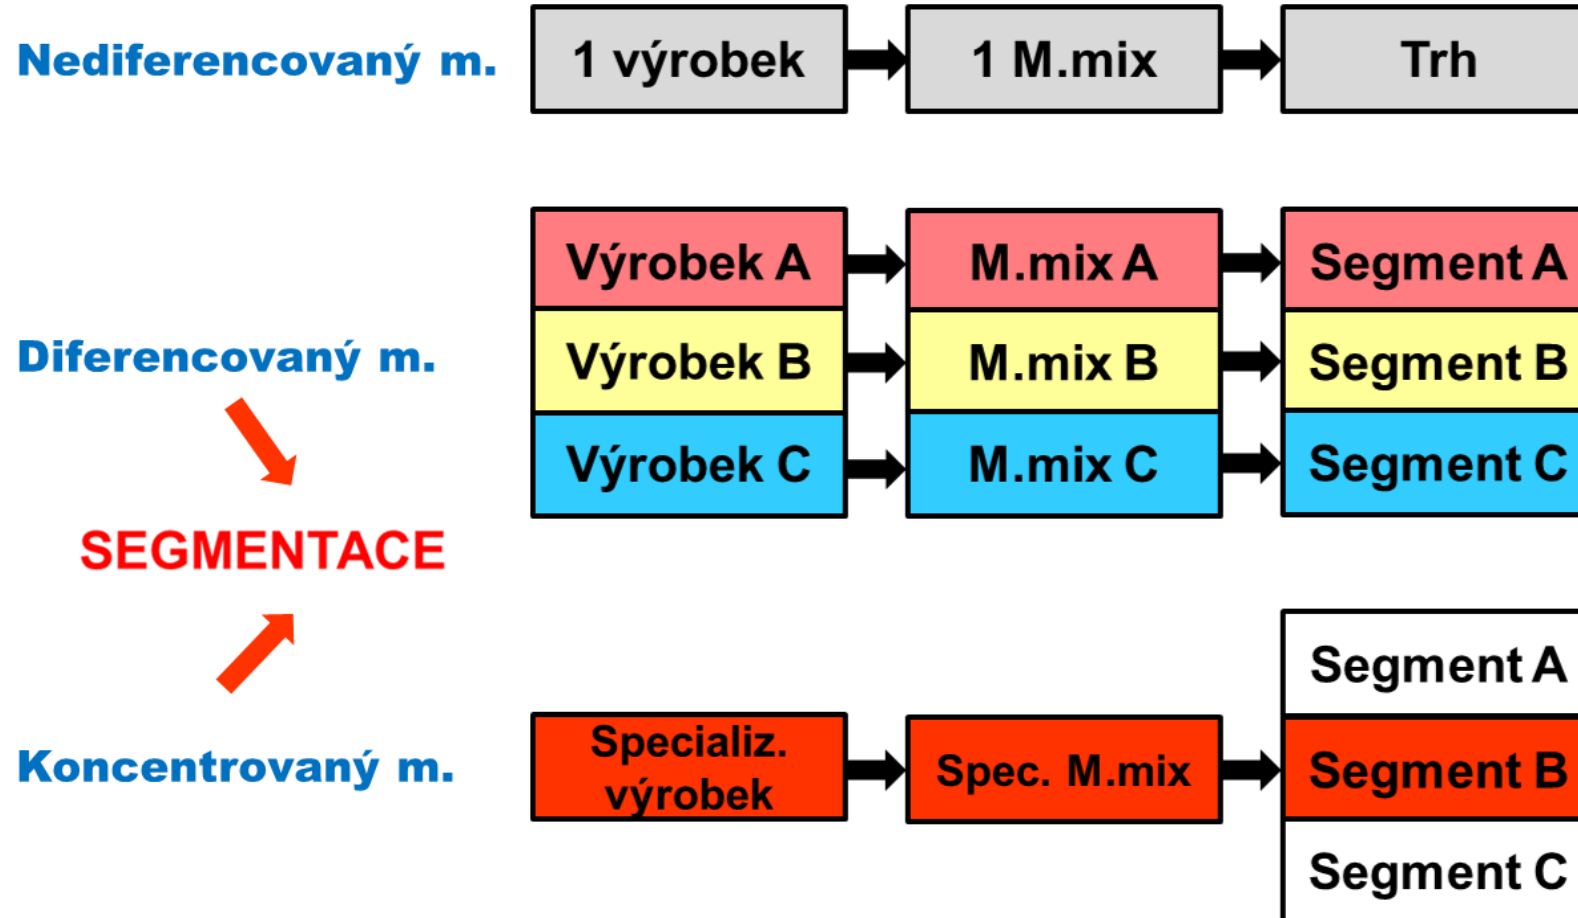 Nediferencovaný m.
1 výrobek
1 M.mix
Trh
Výrobek A
M.mix A
Segment A
Diferencovaný m.
Výrobek B
M.mix B
Segment B
Výrobek C
M.mix C
Segment C
SEGMENTACE
Koncentrovaný m.
Specializ.
výrobek
Spec. M.mix
Segment A
Segment B
Segment C